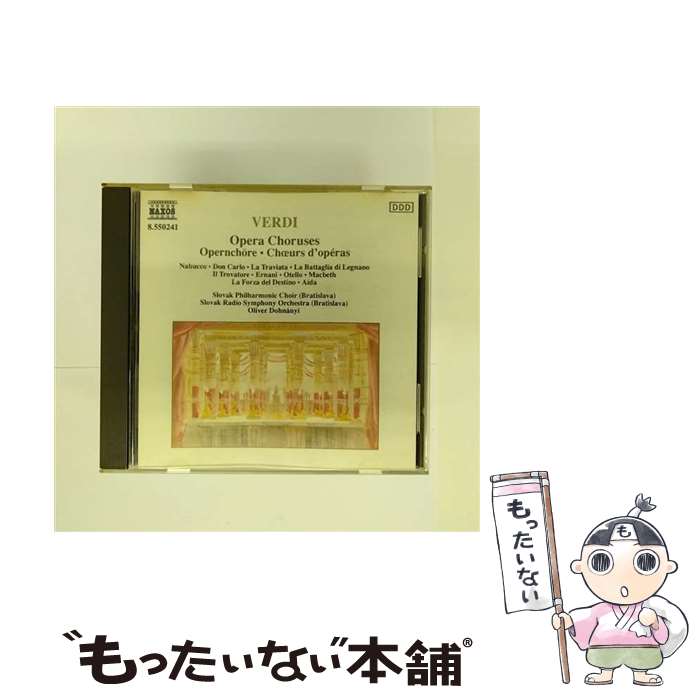 NAXOS
8.550241
DDD
VERDI
Opera Choruses
Opernchöre • Chœurs d'opéras
Nabucco • Don Carlo • La Traviata • La Battaglia di Legnano
Il Trovatore • Ernani • Otello • Macbeth
La Forza del Destino • Aida
Slovak Philharmonic Choir (Bratislava)
Slovak Radio Symphony Orchestra (Bratislava)
Oliver Dohnányi
も
もったいない
"もったいない"本舗®